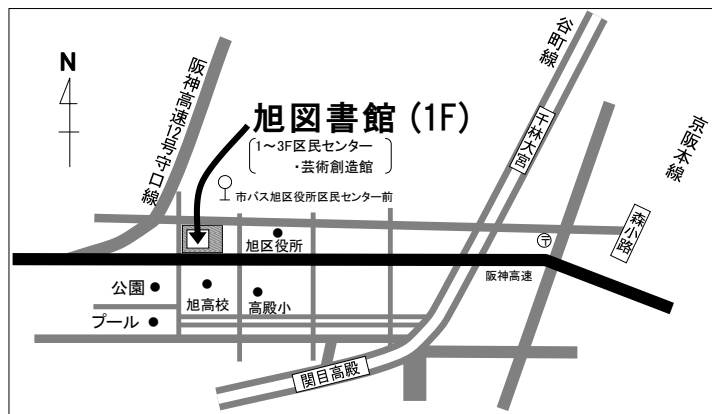 N
阪神高速12号守口線
旭図書館 (1F)
1～3F区民センター
・芸術創造館
市バス旭区役所区民センター前
谷町線
千林大宮
京阪本線
森小路
〒
旭区役所
阪神高速
公園
旭高校
高殿小
プール
関目高殿